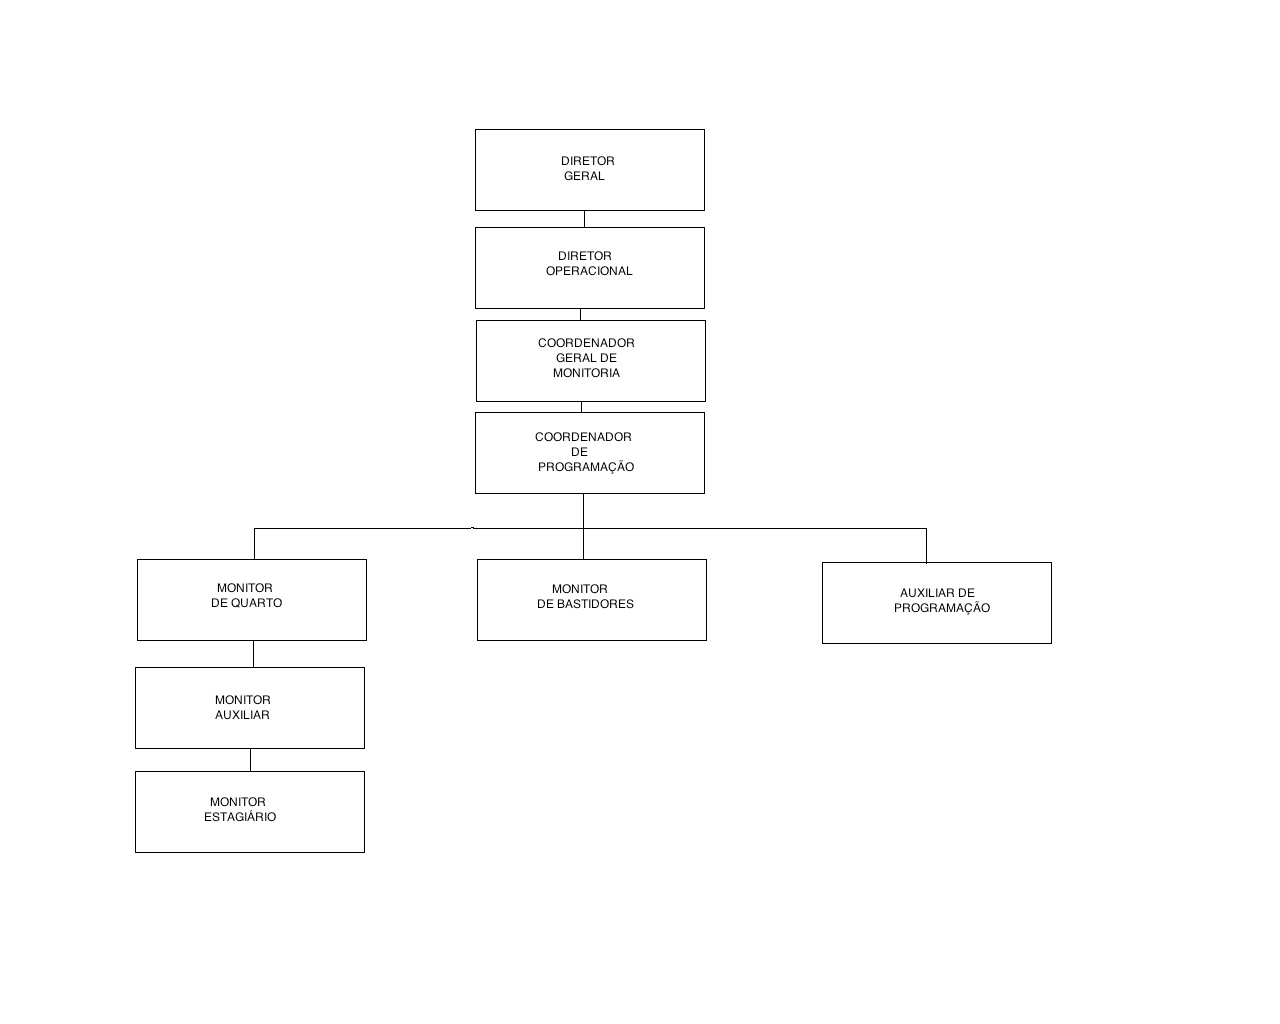 DIRETOR
GERAL
DIRETOR
OPERACIONAL
COORDENADOR
GERAL DE
MONITORIA
COORDENADOR
DE
PROGRAMAÇÃO
MONITOR
DE QUARTO
MONITOR
DE BASTIDORES
AUXILIAR DE
PROGRAMAÇÃO
MONITOR
AUXILIAR
MONITOR
ESTAGIÁRIO